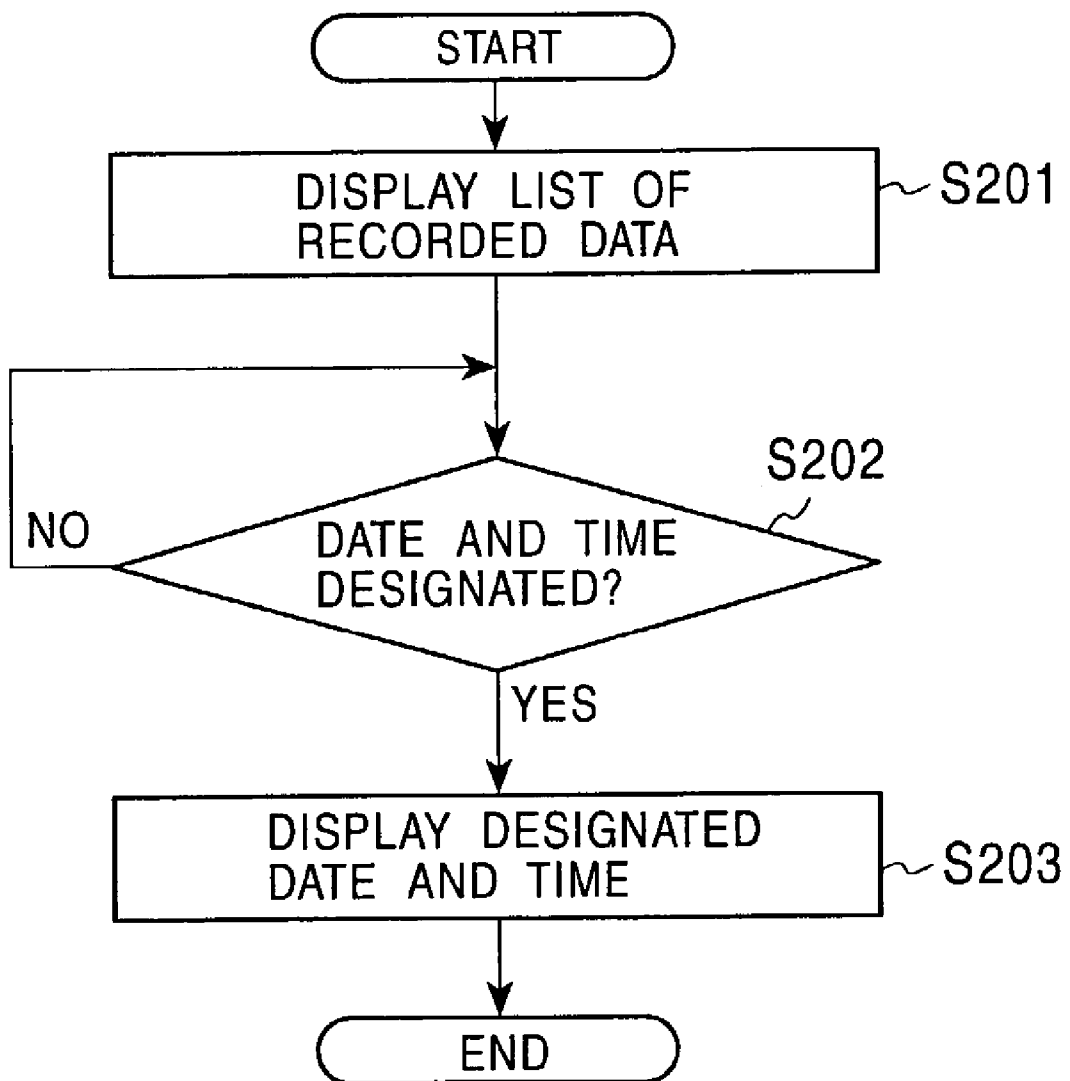 START
DISPLAY LIST OF
RECORDED DATA
S201
S202
NO
DATE AND TIME
DESIGNATED?
YES
DISPLAY DESIGNATED
DATE AND TIME
S203
END